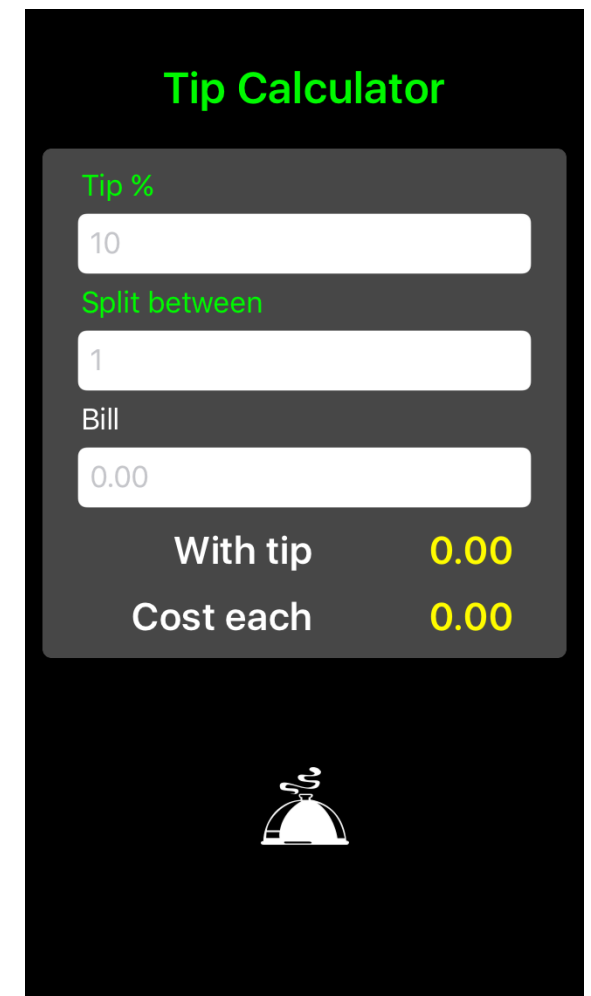 Tip Calculator
Tip %
10
Split between
1
Bill
0.00
With tip 0.00
Cost each 0.00